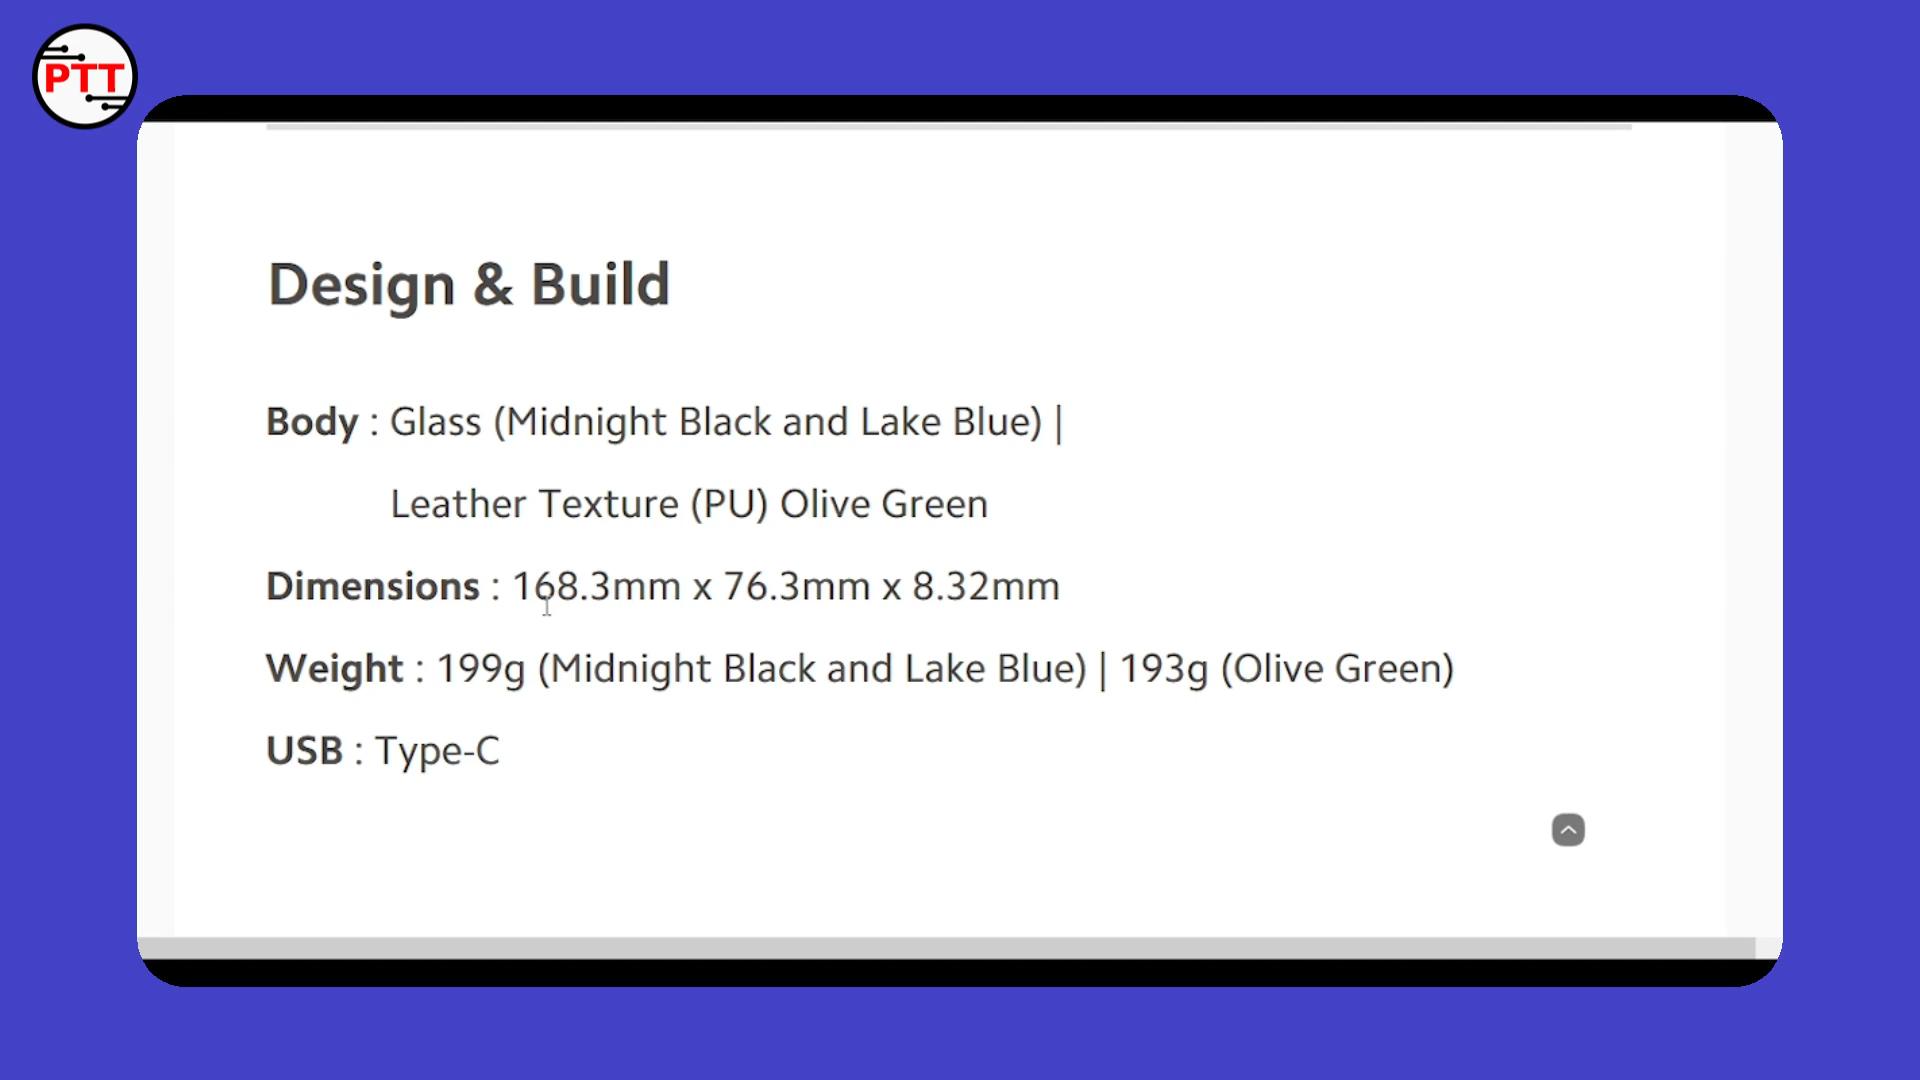 PTT
Design & Build
Body : Glass (Midnight Black and Lake Blue) |
Leather Texture (PU) Olive Green
Dimensions : 168.3mm x 76.3mm x 8.32mm
Weight : 199g (Midnight Black and Lake Blue) | 193g (Olive Green)
USB : Type-C